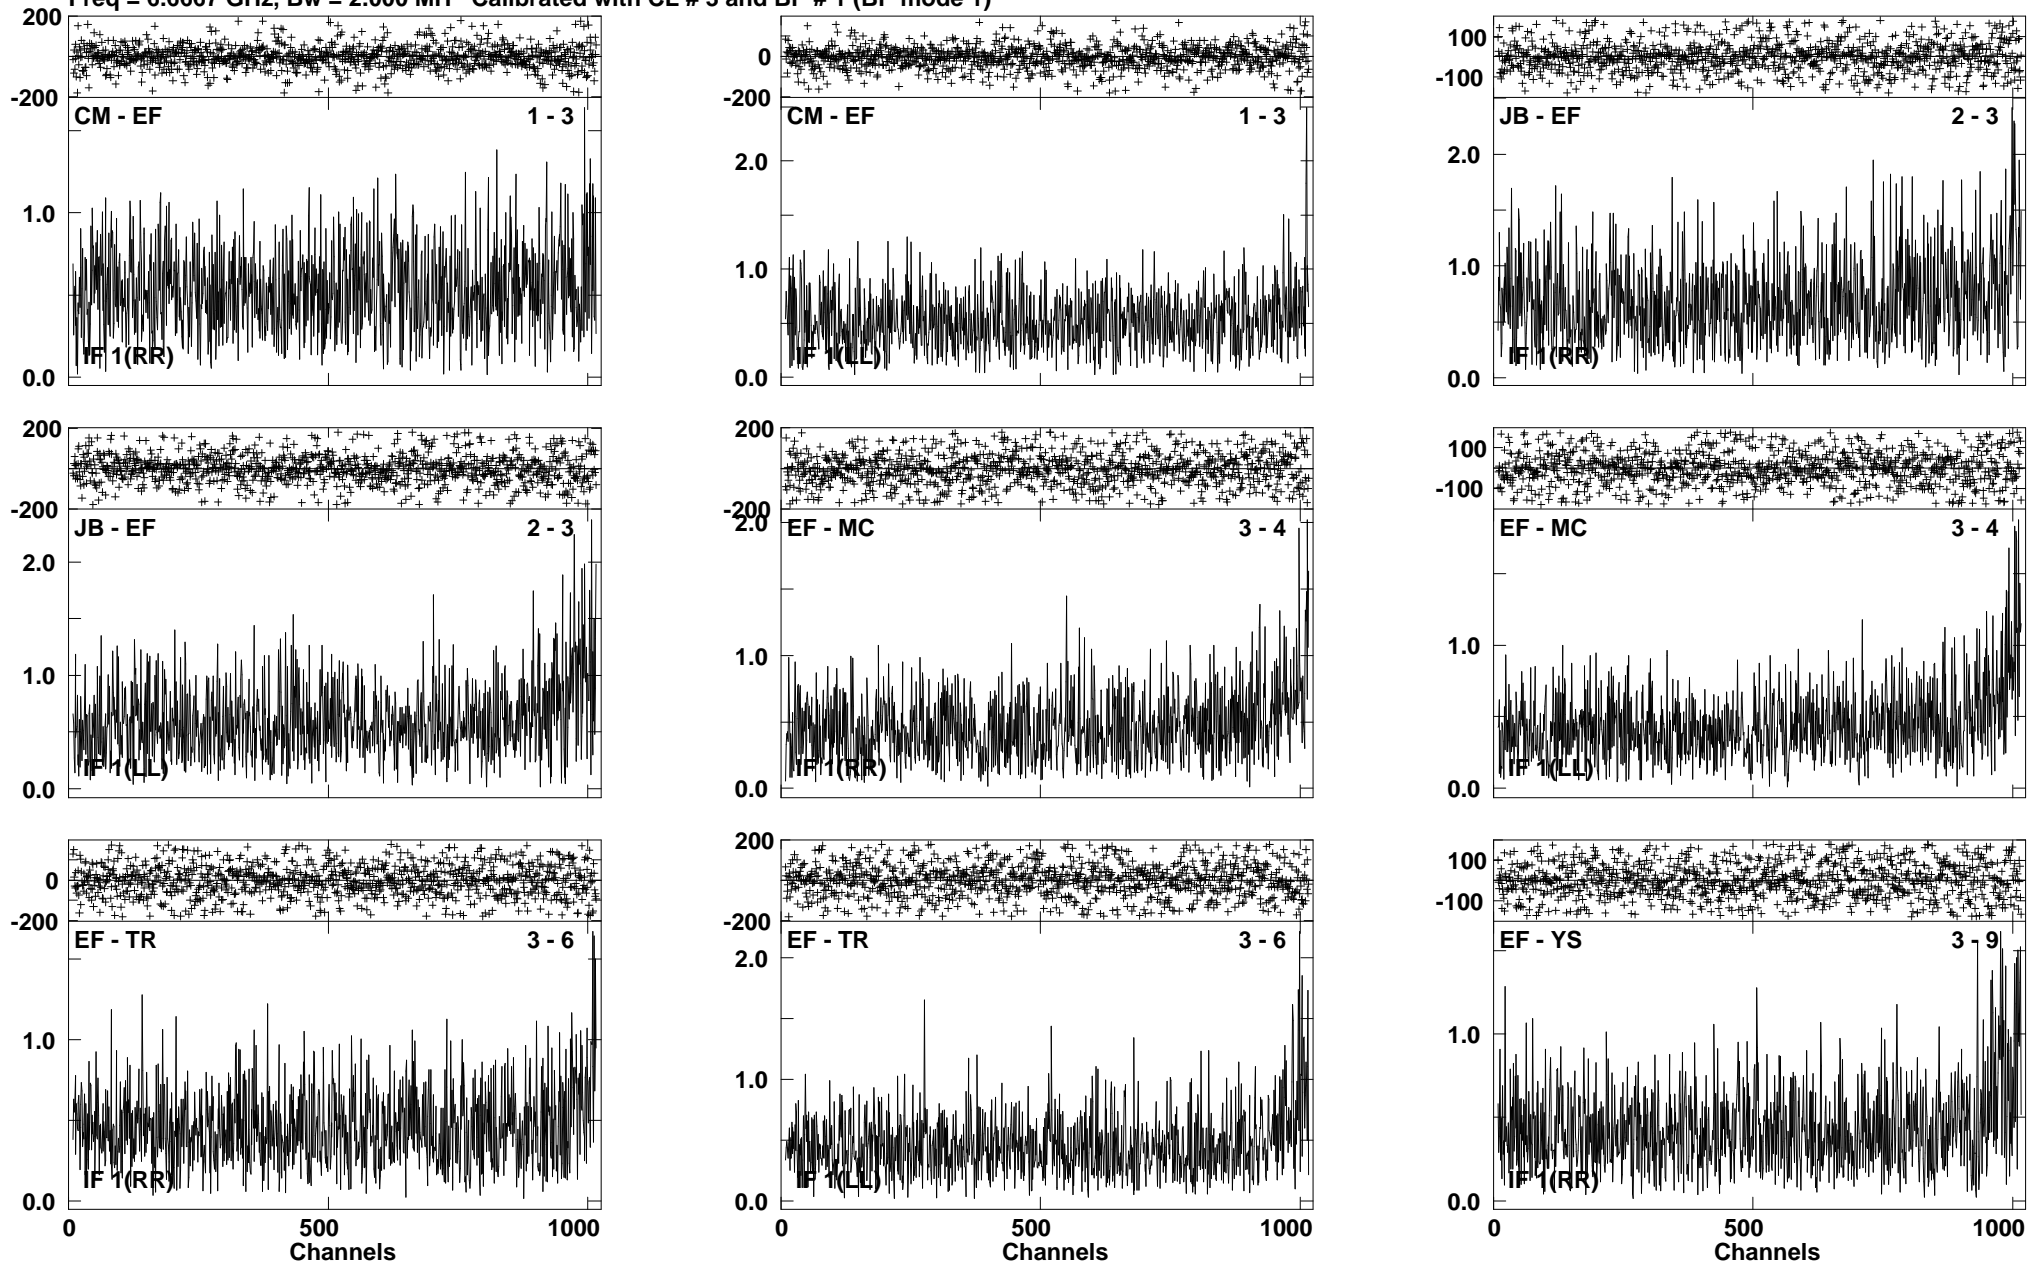 Freq = 6.6667 GHz, Bw = 2.000 MH Calibrated with CL # 3 and BP # 1 (BP mode 1)
200
-200
CM - EF 1 - 3
1.0
IF 1(RR)
0.0
0
-200
CM - EF 1 - 3
2.0
1.0
IF 1(LL)
0.0
100
-100
JB - EF 2 - 3
2.0
1.0
IF 1(RR)
0.0
200
-200
JB - EF 2 - 3
2.0
1.0
IF 1(LL)
0.0
200
-200
2.0
EF - MC 3 - 4
1.0
IF 1(RR)
0.0
100
-100
EF - MC 3 - 4
1.0
IF 1(LL)
0.0
0
-200
EF - TR 3 - 6
1.0
IF 1(RR)
0.0
0 500 1000
Channels
200
-200
EF - TR 3 - 6
2.0
1.0
IF 1(LL)
0.0
0 500 1000
Channels
100
-100
EF - YS 3 - 9
1.0
IF 1(RR)
0.0
0 500 1000
Channels